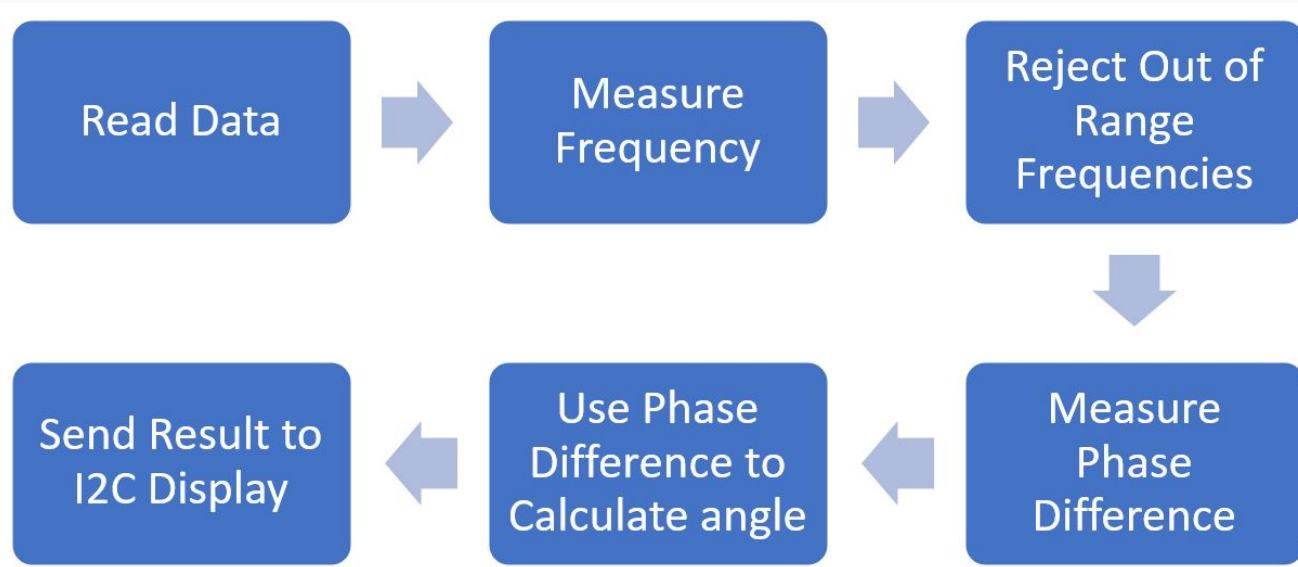 Read Data
Measure
Frequency
Reject Out of
Range
Frequencies
Measure
Phase
Difference
Use Phase
Difference to
Calculate angle
Send Result to
I2C Display